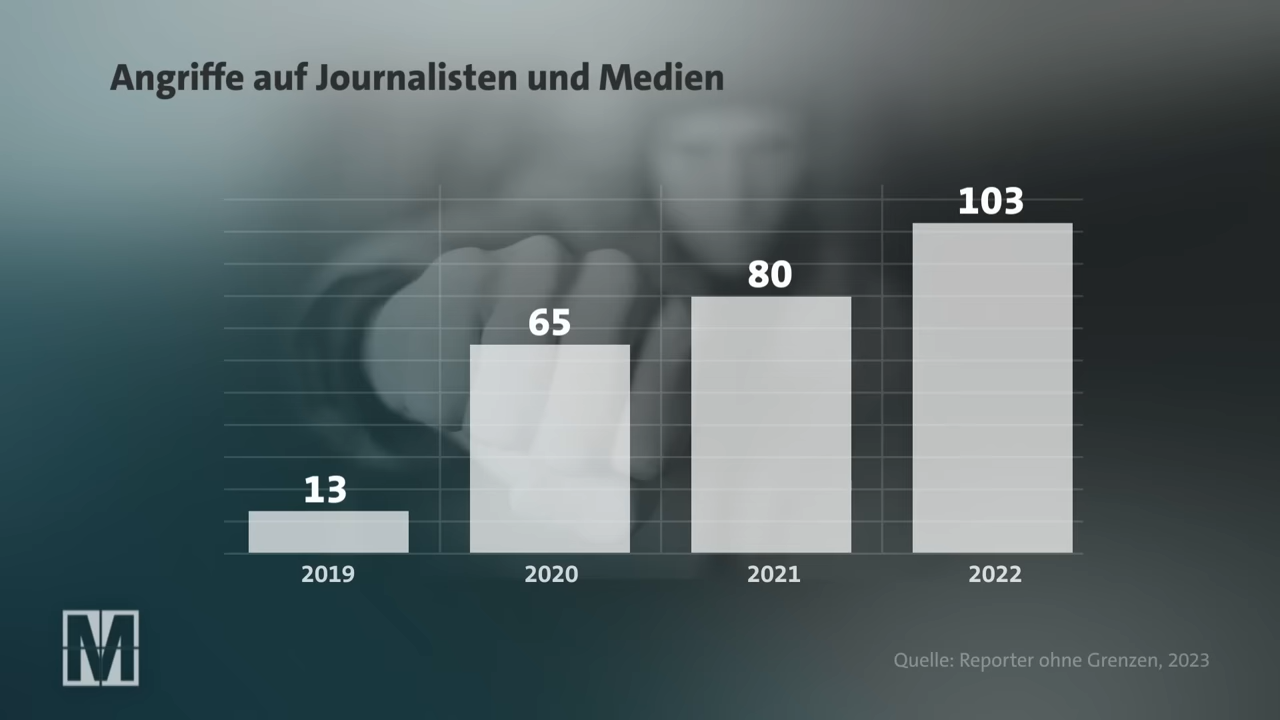 Angriffe auf Journalisten und Medien
13
65
80
103
2019
2020
2021
2022
M
Quelle: Reporter ohne Grenzen, 2023